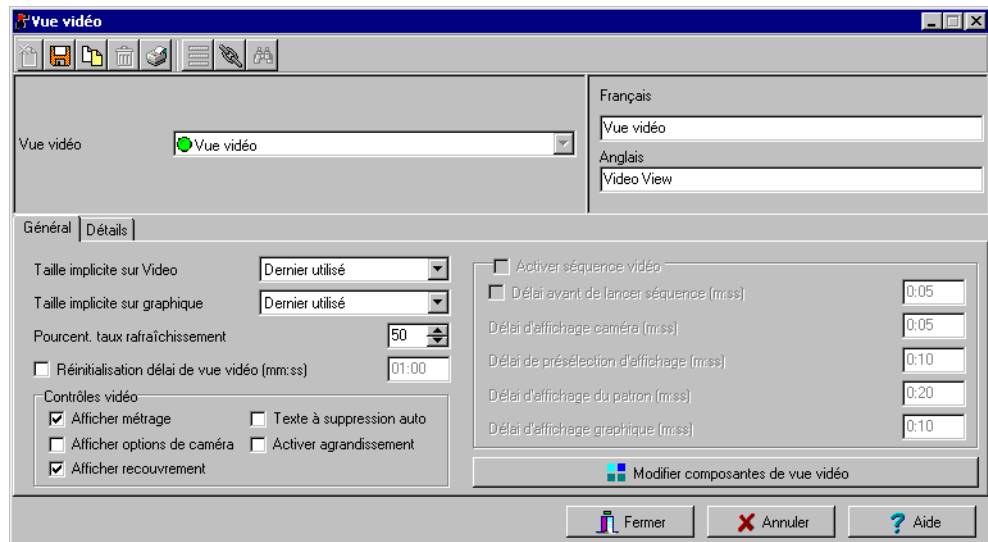 Vue vidéo
Français
Vue vidéo
Vue vidéo
Vue vidéo
Anglais
Video View
Général
Détails
Taille implicite sur Video
Dernier utilisé
Taille implicite sur graphique
Dernier utilisé
Pourcent. taux rafraîchissement
50
Réinitialisation délai de vue vidéo (mm:ss)
01:00
Contrôles vidéo
Afficher métrage
Texte à suppression auto
Afficher options de caméra
Activer agrandissement
Afficher recouvrement
Activer séquence vidéo
Délai avant de lancer séquence (m:ss)
0:05
Délai d'affichage caméra (m:ss)
0:05
Délai de présélection d'affichage (m:ss)
0:10
Délai d'affichage du patron (m:ss)
0:20
Délai d'affichage graphique (m:ss)
0:10
Modifier composantes de vue vidéo
Fermer
Annuler
Aide